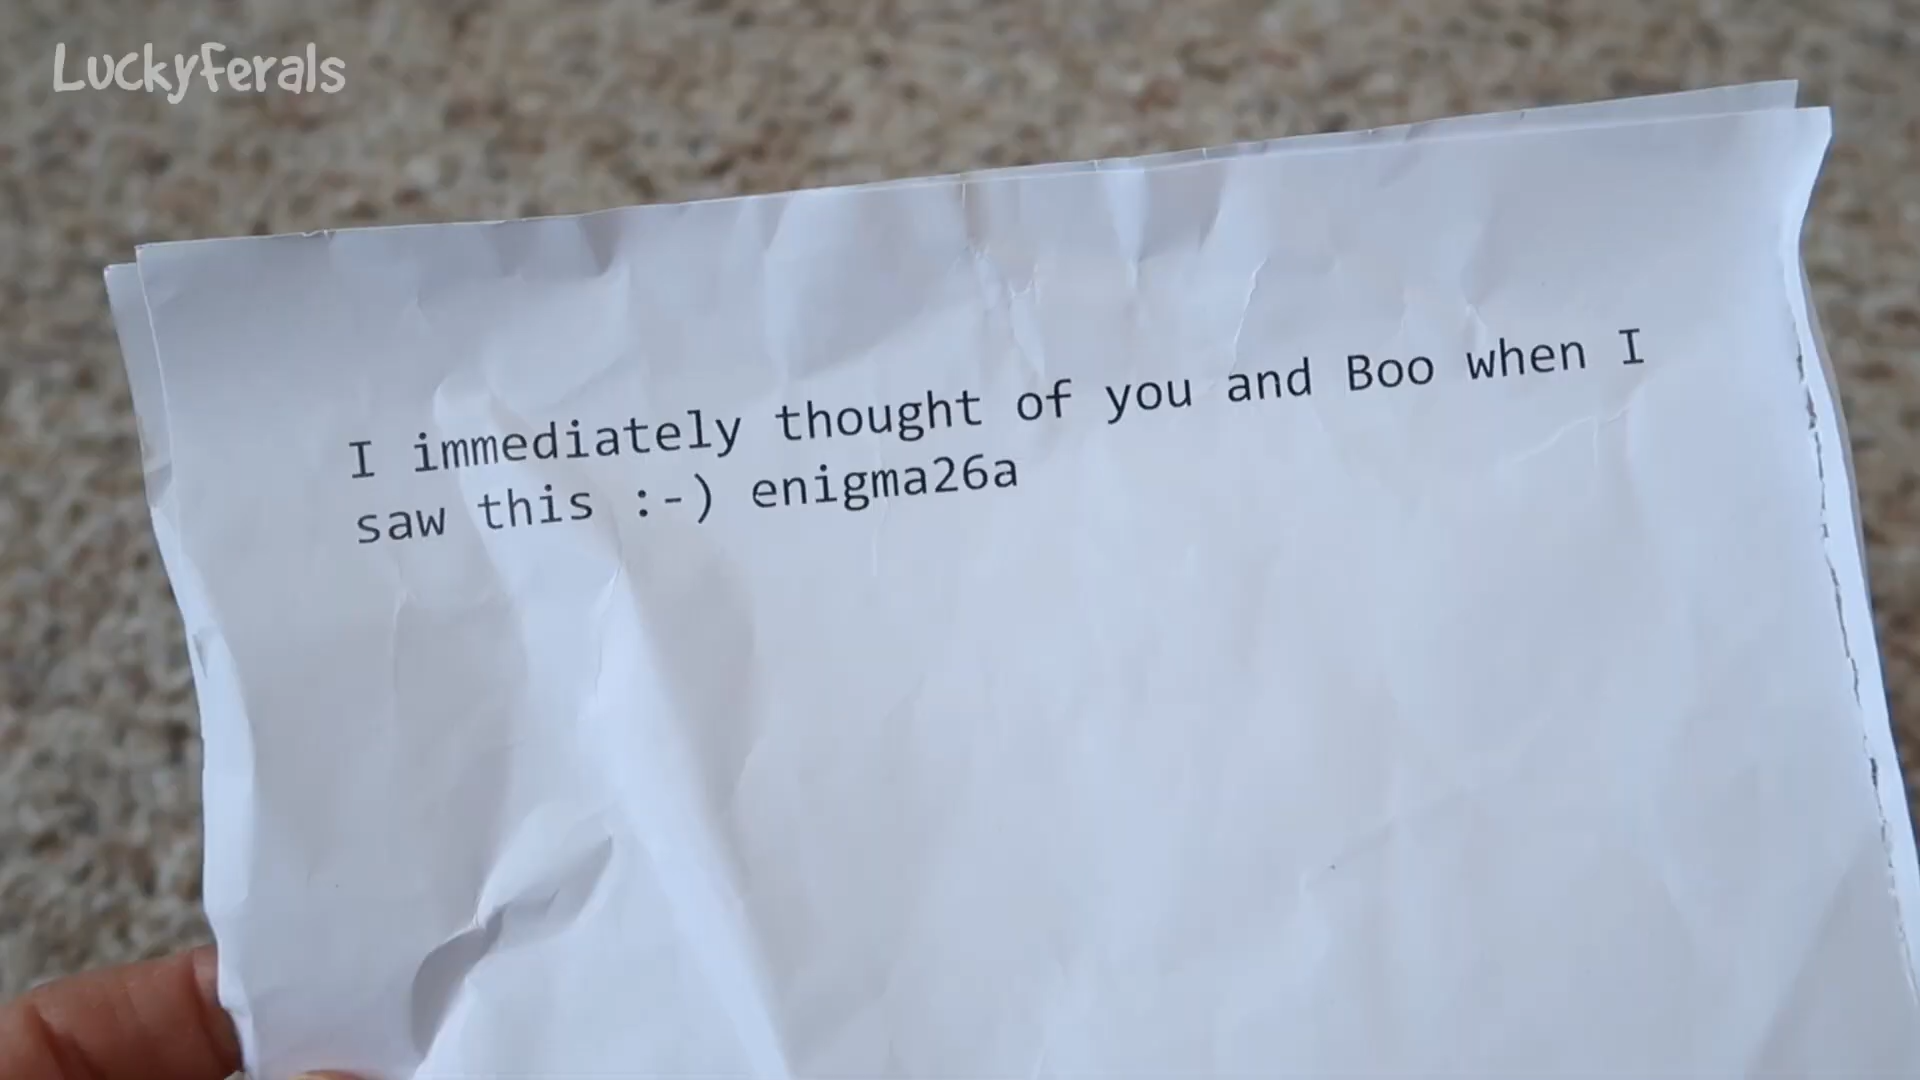 LuckyFerals
I immediately thought of you and Boo when I
saw this :-) enigma26a